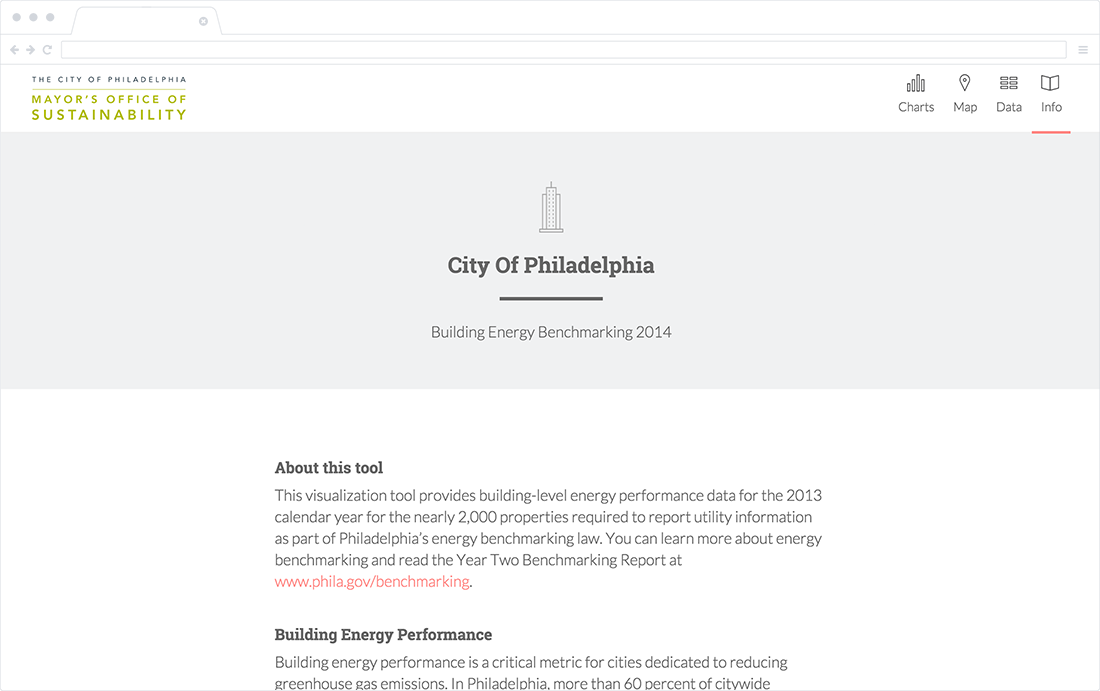 THE CITY OF PHILADELPHIA
MAYOR'S OFFICE OF
SUSTAINABILITY
Charts
Map
Data
Info
City Of Philadelphia
Building Energy Benchmarking 2014
About this tool
This visualization tool provides building-level energy performance data for the 2013
calendar year for the nearly 2,000 properties required to report utility information
as part of Philadelphia’s energy benchmarking law. You can learn more about energy
benchmarking and read the Year Two Benchmarking Report at
www.phila.gov/benchmarking.
Building Energy Performance
Building energy performance is a critical metric for cities dedicated to reducing
greenhouse gas emissions. In Philadelphia, more than 60 percent of citywide